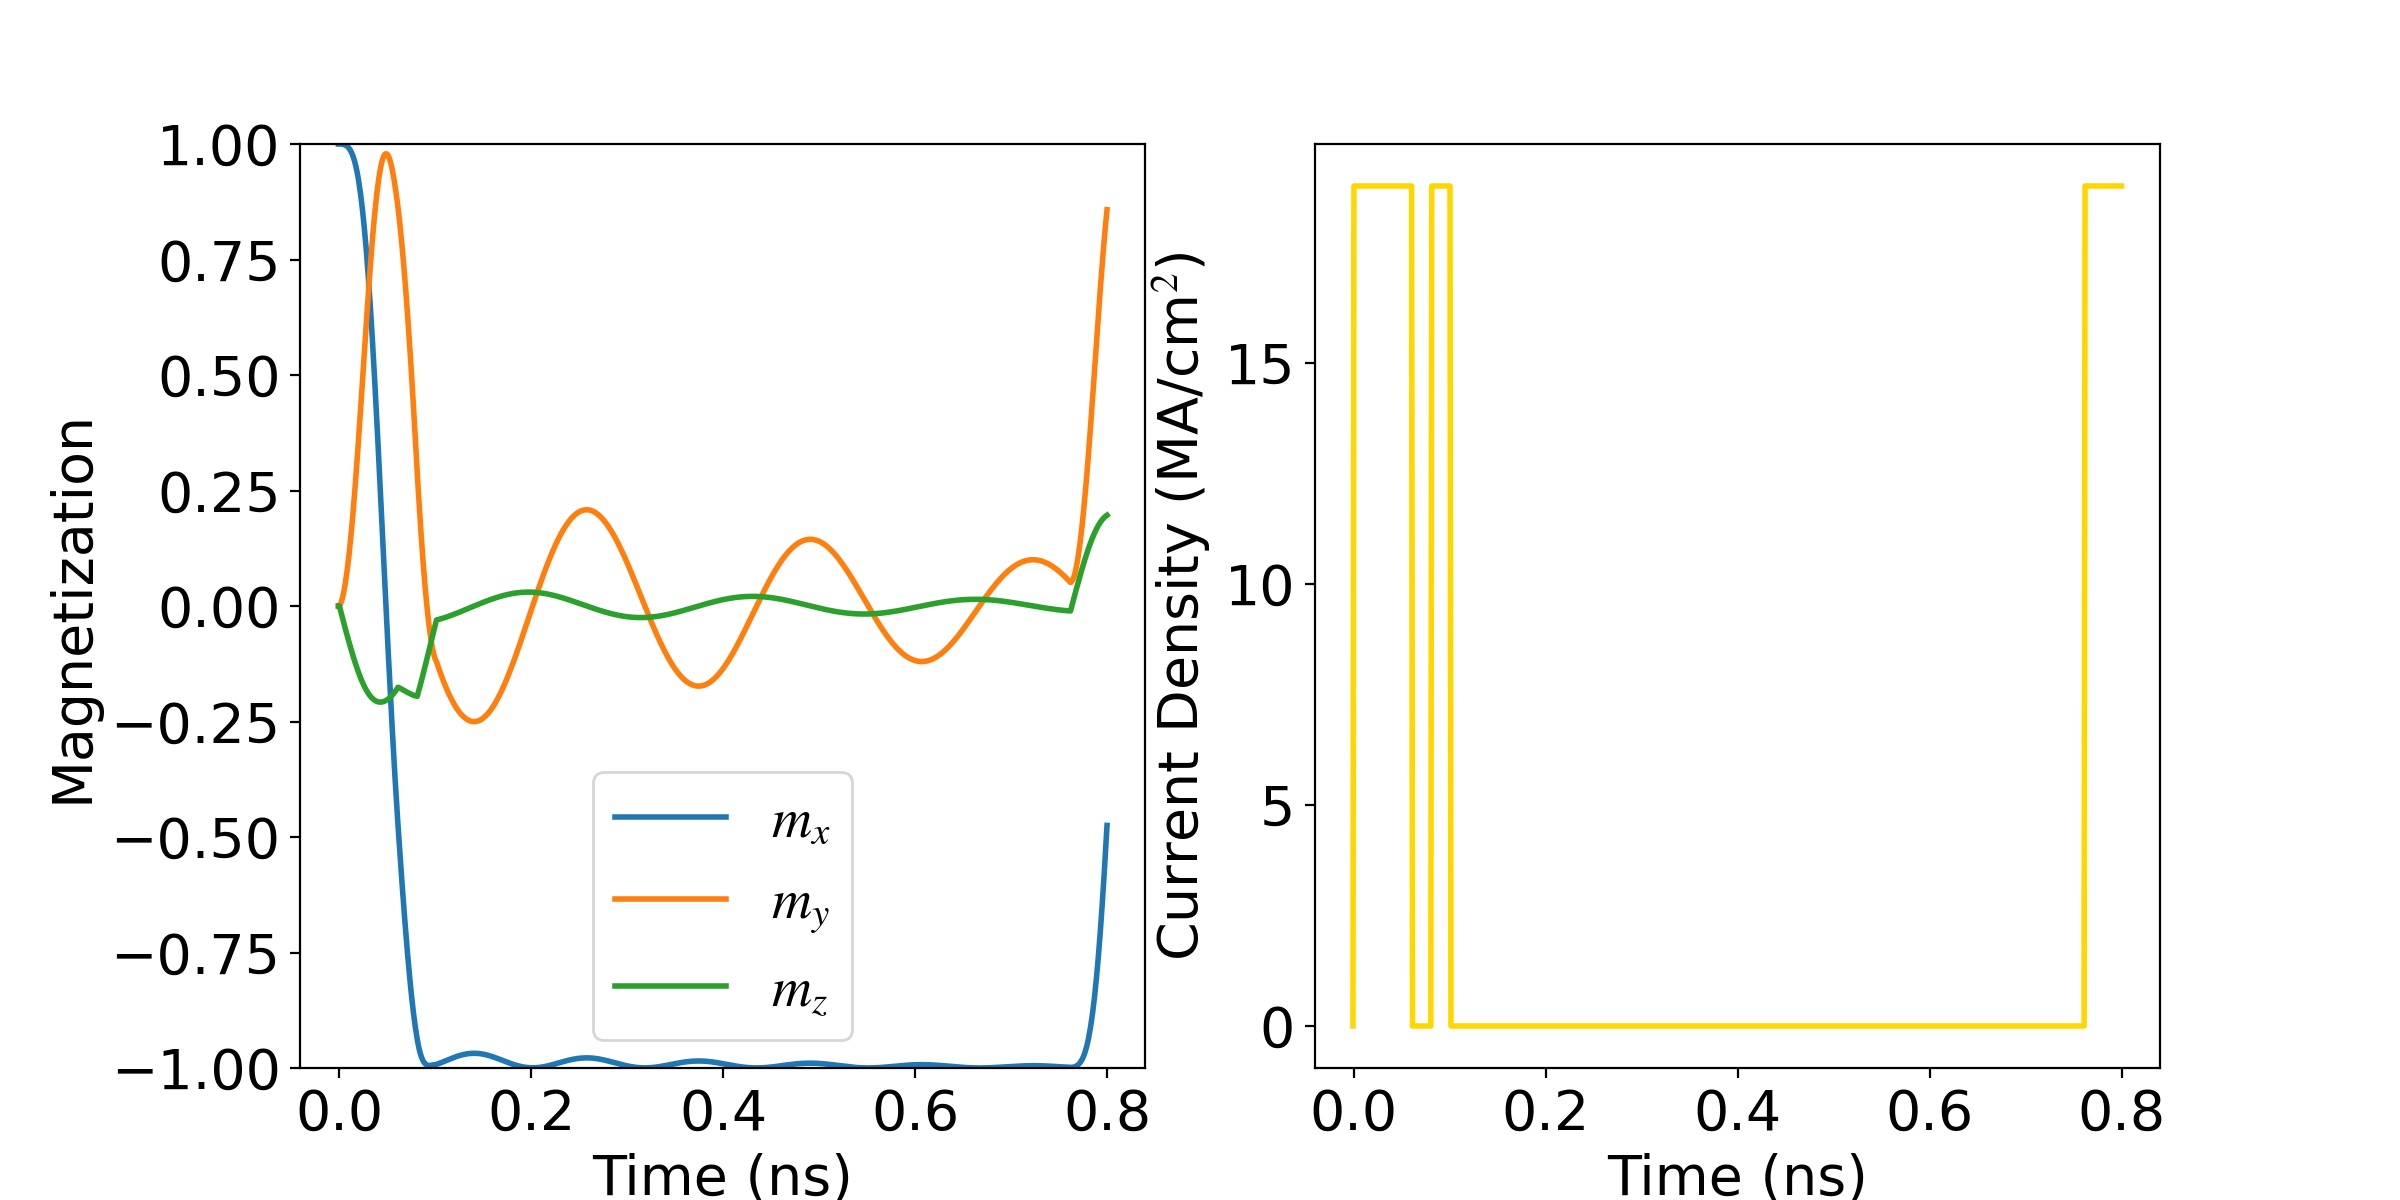 1.00
0.75
0.50
0.25
0.00
−0.25
−0.50
−0.75
−1.00
Magnetization
0.0 0.2 0.4 0.6 0.8
Time (ns)
m_x
m_y
m_z
Current Density (MA/cm²)
15
10
5
0
0.0 0.2 0.4 0.6 0.8
Time (ns)